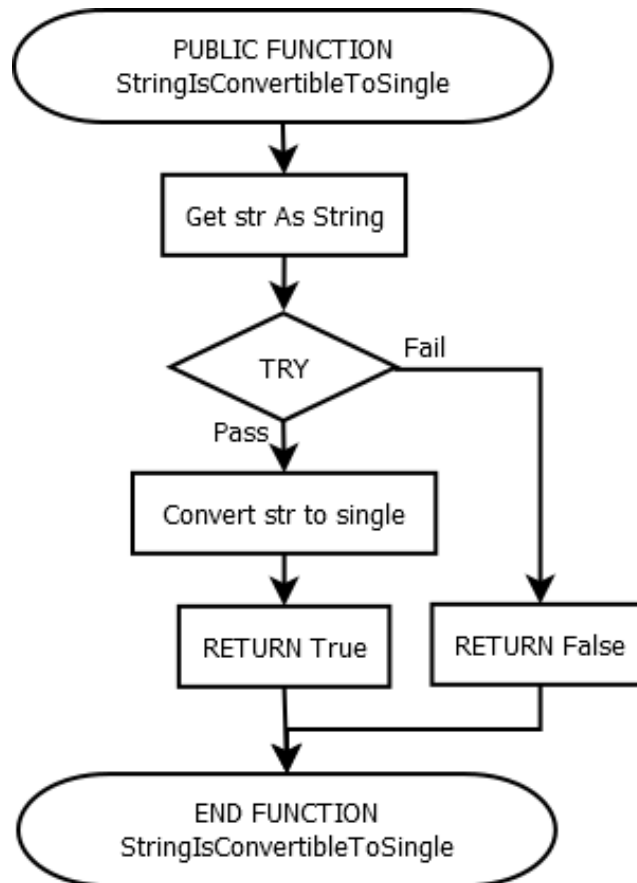 PUBLIC FUNCTION
StringIsConvertibleToSingle
Get str As String
TRY
Fail
Pass
Convert str to single
RETURN True
RETURN False
END FUNCTION
StringIsConvertibleToSingle